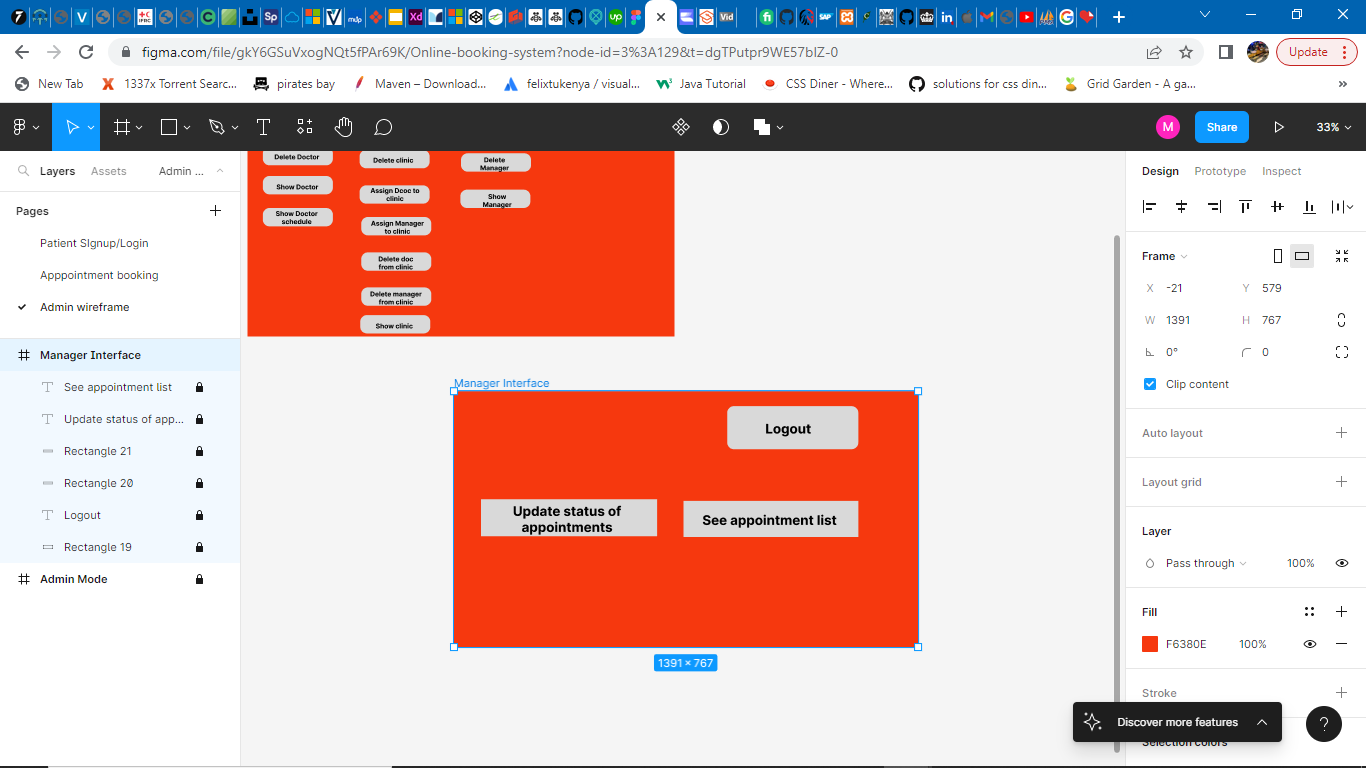 figma.com/file/gkY6GSuVxogNQt5fPAr69K/Online-booking-system?node-id=3%3A129&t=dgTPutpr9WE57bIZ-0
Update
New Tab
1337x Torrent Searc...
pirates bay
Maven – Download...
felixtukenya / visual...
Java Tutorial
CSS Diner - Where...
solutions for css din...
Grid Garden - A ga...
M
Share
33%
Layers
Assets
Admin ...
Pages
Patient SIgnup/Login
Apppointment booking
Admin wireframe
Manager Interface
See appointment list
Update status of app...
Rectangle 21
Rectangle 20
Logout
Rectangle 19
Admin Mode
Delete Doctor
Show Doctor
Show Doctor
schedule
Delete clinic
Assign Dcoc to
clinic
Assign Manager
to clinic
Delete doc
from clinic
Delete manager
from clinic
Show clinic
Delete
Manager
Show
Manager
Manager Interface
Logout
Update status of
appointments
See appointment list
1391 × 767
Design
Prototype
Inspect
Frame
X -21
Y 579
W 1391
H 767
0°
0
Clip content
Auto layout
Layout grid
Layer
Pass through
100%
Fill
F6380E
100%
Stroke
Discover more features
?
Selection colors